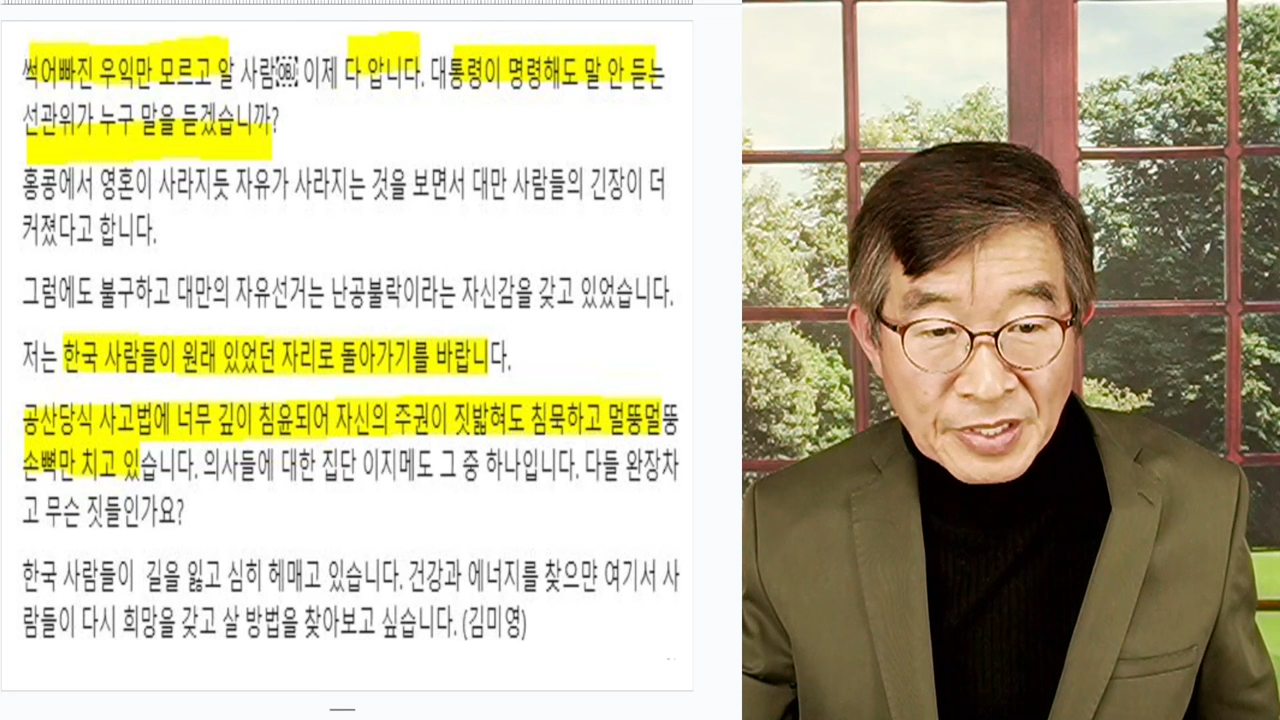 썩어빠진 우익만 모르고 알 사람 이제 다 압니다. 대통령이 명령해도 말 안 듣는
선관위가 누구 말을 듣겠습니까?
홍콩에서 영혼이 사라지듯 자유가 사라지는 것을 보면서 대만 사람들의 긴장이 더
커졌다고 합니다.
그럼에도 불구하고 대만의 자유선거는 난공불락이라는 자신감을 갖고 있었습니다.
저는 한국 사람들이 원래 있었던 자리로 돌아가기를 바랍니다.
공산당식 사고법에 너무 깊이 침윤되어 자신의 주권이 짓밟혀도 침묵하고 멀뚱멀뚱
손뼉만 치고 있습니다. 의사들에 대한 집단 이지메도 그 중 하나입니다. 다들 완장차
고 무슨 짓들인가요?
한국 사람들이 길을 잃고 심히 헤매고 있습니다. 건강과 에너지를 찾으만 여기서 사
람들이 다시 희망을 갖고 살 방법을 찾아보고 싶습니다. (김미영)